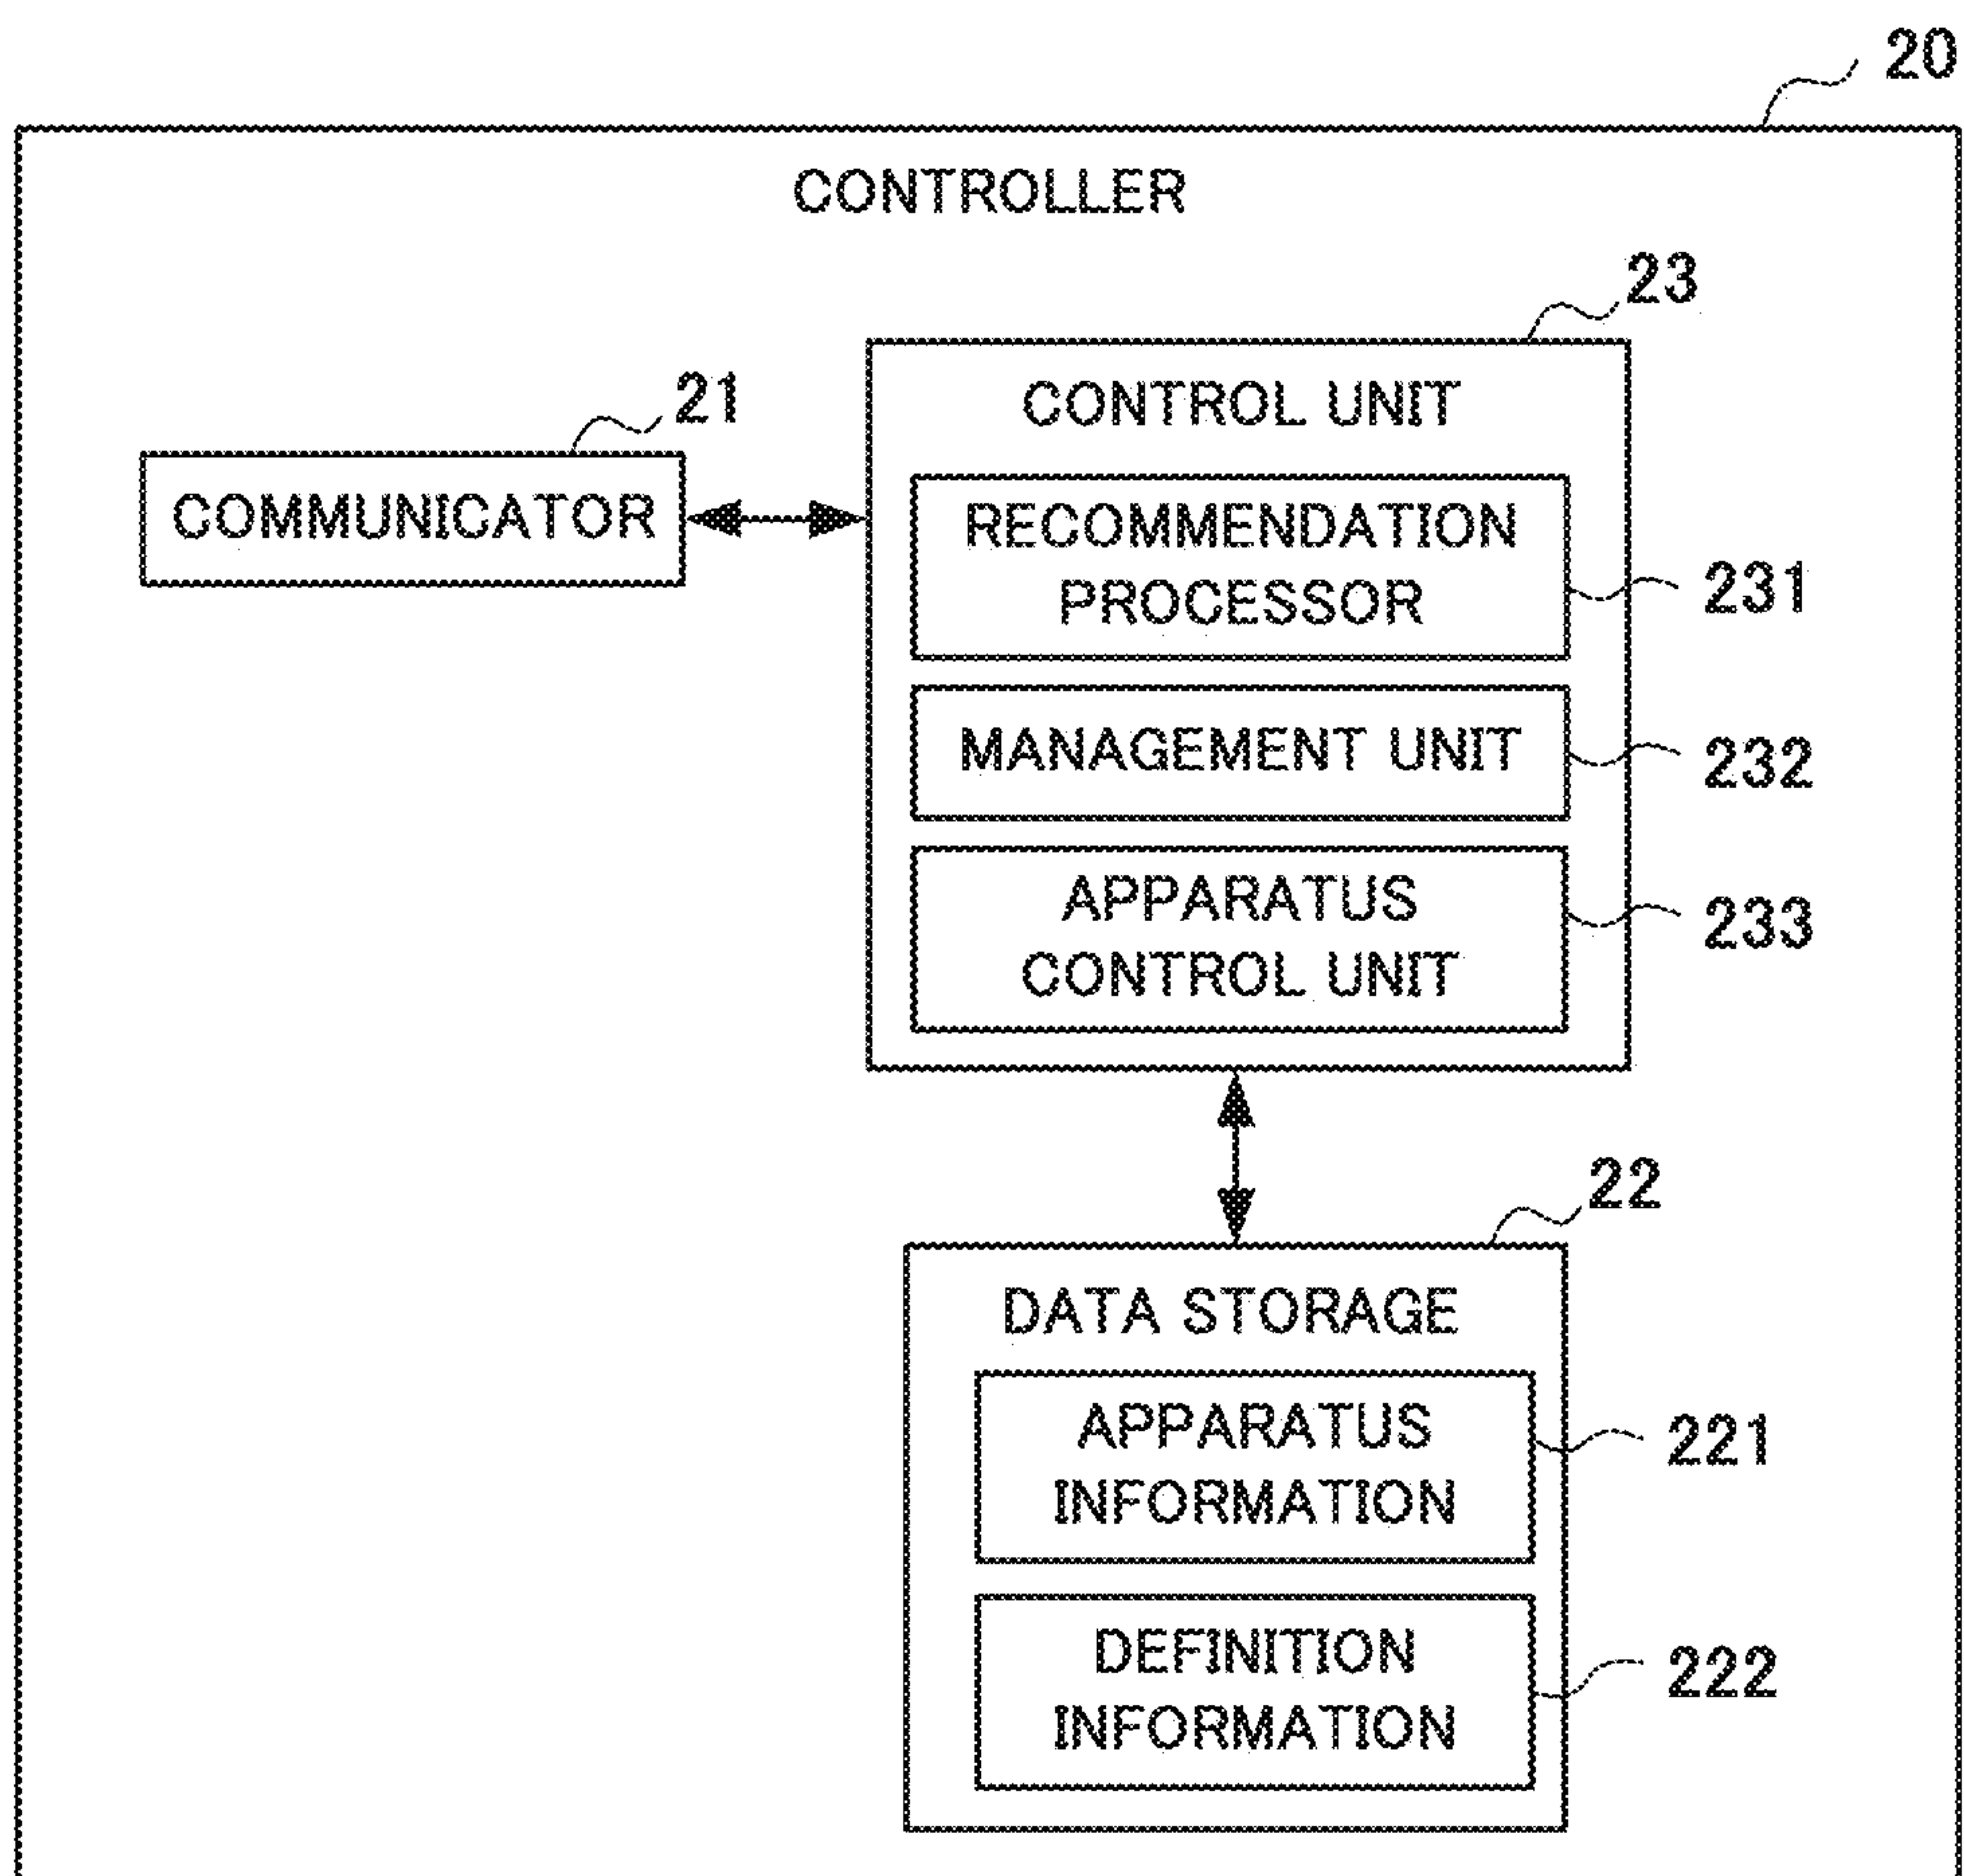 20
CONTROLLER
23
CONTROL UNIT
21
COMMUNICATOR
RECOMMENDATION
PROCESSOR
231
MANAGEMENT UNIT
232
APPARATUS
CONTROL UNIT
233
22
DATA STORAGE
APPARATUS
INFORMATION
221
DEFINITION
INFORMATION
222